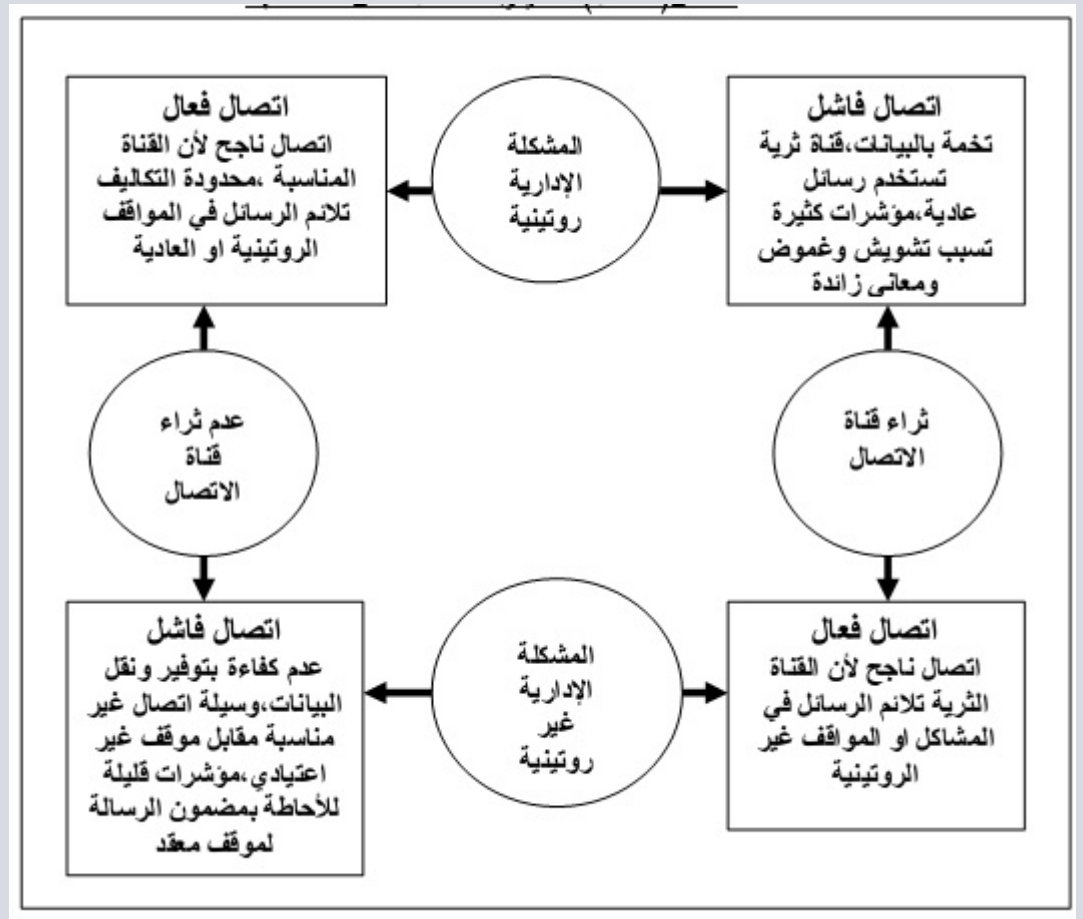 اتصال فاشل
تخمة بالبيانات،قناة ثرية
تستخدم رسائل
عادية،مؤشرات كثيرة
تسبب تشويش وغموض
ومعاني زائدة
المشكلة
الإدارية
روتينية
اتصال فعال
اتصال ناجح لأن القناة
المناسبة ،محدودة التكاليف
تلائم الرسائل في المواقف
الروتينية او العادية
ثراء قناة
الاتصال
عدم ثراء
قناة
الاتصال
اتصال فعال
اتصال ناجح لأن القناة
الثرية تلائم الرسائل في
المشاكل او المواقف غير
الروتينية
المشكلة
الإدارية
غير
روتينية
اتصال فاشل
عدم كفاءة بتوفير ونقل
البيانات،وسيلة اتصال غير
مناسبة مقابل موقف غير
اعتيادي،مؤشرات قليلة
للأحاطة بمضمون الرسالة
لموقف معقد